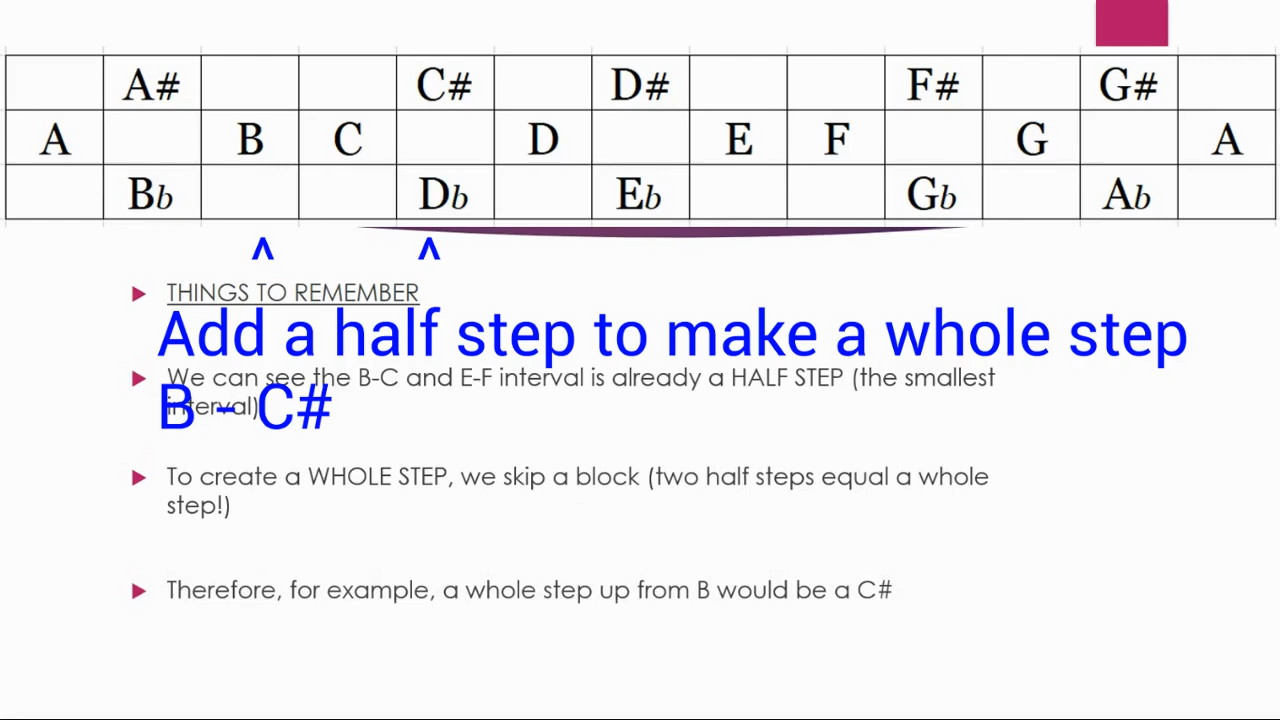 A# C# D# F# G#
A B C D E F G A
Bb Db Eb Gb Ab
^ ^
THINGS TO REMEMBER
Add a half step to make a whole step
We can see the B-C and E-F interval is already a HALF STEP (the smallest
interval)
B - C#
To create a WHOLE STEP, we skip a block (two half steps equal a whole
step!)
Therefore, for example, a whole step up from B would be a C#